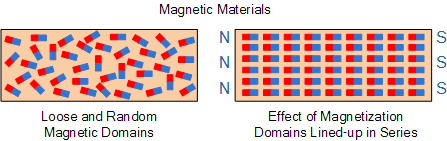 Magnetic Materials
N S
N S
N S
Loose and Random
Magnetic Domains
Effect of Magnetization
Domains Lined-up in Series